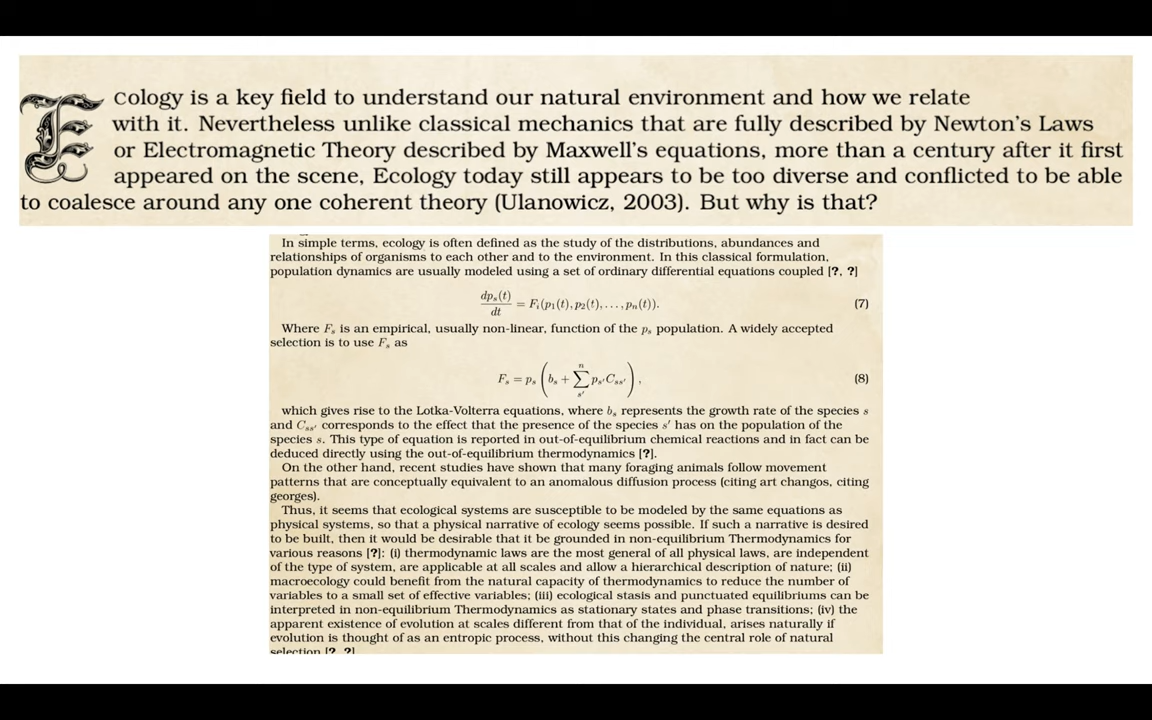 Ecology is a key field to understand our natural environment and how we relate
with it. Nevertheless unlike classical mechanics that are fully described by Newton's Laws
or Electromagnetic Theory described by Maxwell's equations, more than a century after it first
appeared on the scene, Ecology today still appears to be too diverse and conflicted to be able
to coalesce around any one coherent theory (Ulanowicz, 2003). But why is that?
In simple terms, ecology is often defined as the study of the distributions, abundances and
relationships of organisms to each other and to the environment. In this classical formulation,
population dynamics are usually modeled using a set of ordinary differential equations coupled [?, ?]
dp_s(t)/dt = F_i(p_1(t), p_2(t), . . . , p_n(t)). (7)
Where F_s is an empirical, usually non-linear, function of the p_s population. A widely accepted
selection is to use F_s as
F_s = p_s ( b_s + ∑_{s'}^{n} p_{s'} C_{ss'} ) , (8)
which gives rise to the Lotka-Volterra equations, where b_s represents the growth rate of the species s
and C_{ss'} corresponds to the effect that the presence of the species s' has on the population of the
species s. This type of equation is reported in out-of-equilibrium chemical reactions and in fact can be
deduced directly using the out-of-equilibrium thermodynamics [?].
On the other hand, recent studies have shown that many foraging animals follow movement
patterns that are conceptually equivalent to an anomalous diffusion process (citing art changos, citing
georges).
Thus, it seems that ecological systems are susceptible to be modeled by the same equations as
physical systems, so that a physical narrative of ecology seems possible. If such a narrative is desired
to be built, then it would be desirable that it be grounded in non-equilibrium Thermodynamics for
various reasons [?]: (i) thermodynamic laws are the most general of all physical laws, are independent
of the type of system, are applicable at all scales and allow a hierarchical description of nature; (ii)
macroecology could benefit from the natural capacity of thermodynamics to reduce the number of
variables to a small set of effective variables; (iii) ecological stasis and punctuated equilibriums can be
interpreted in non-equilibrium Thermodynamics as stationary states and phase transitions; (iv) the
apparent existence of evolution at scales different from that of the individual, arises naturally if
evolution is thought of as an entropic process, without this changing the central role of natural
selection [?, ?]